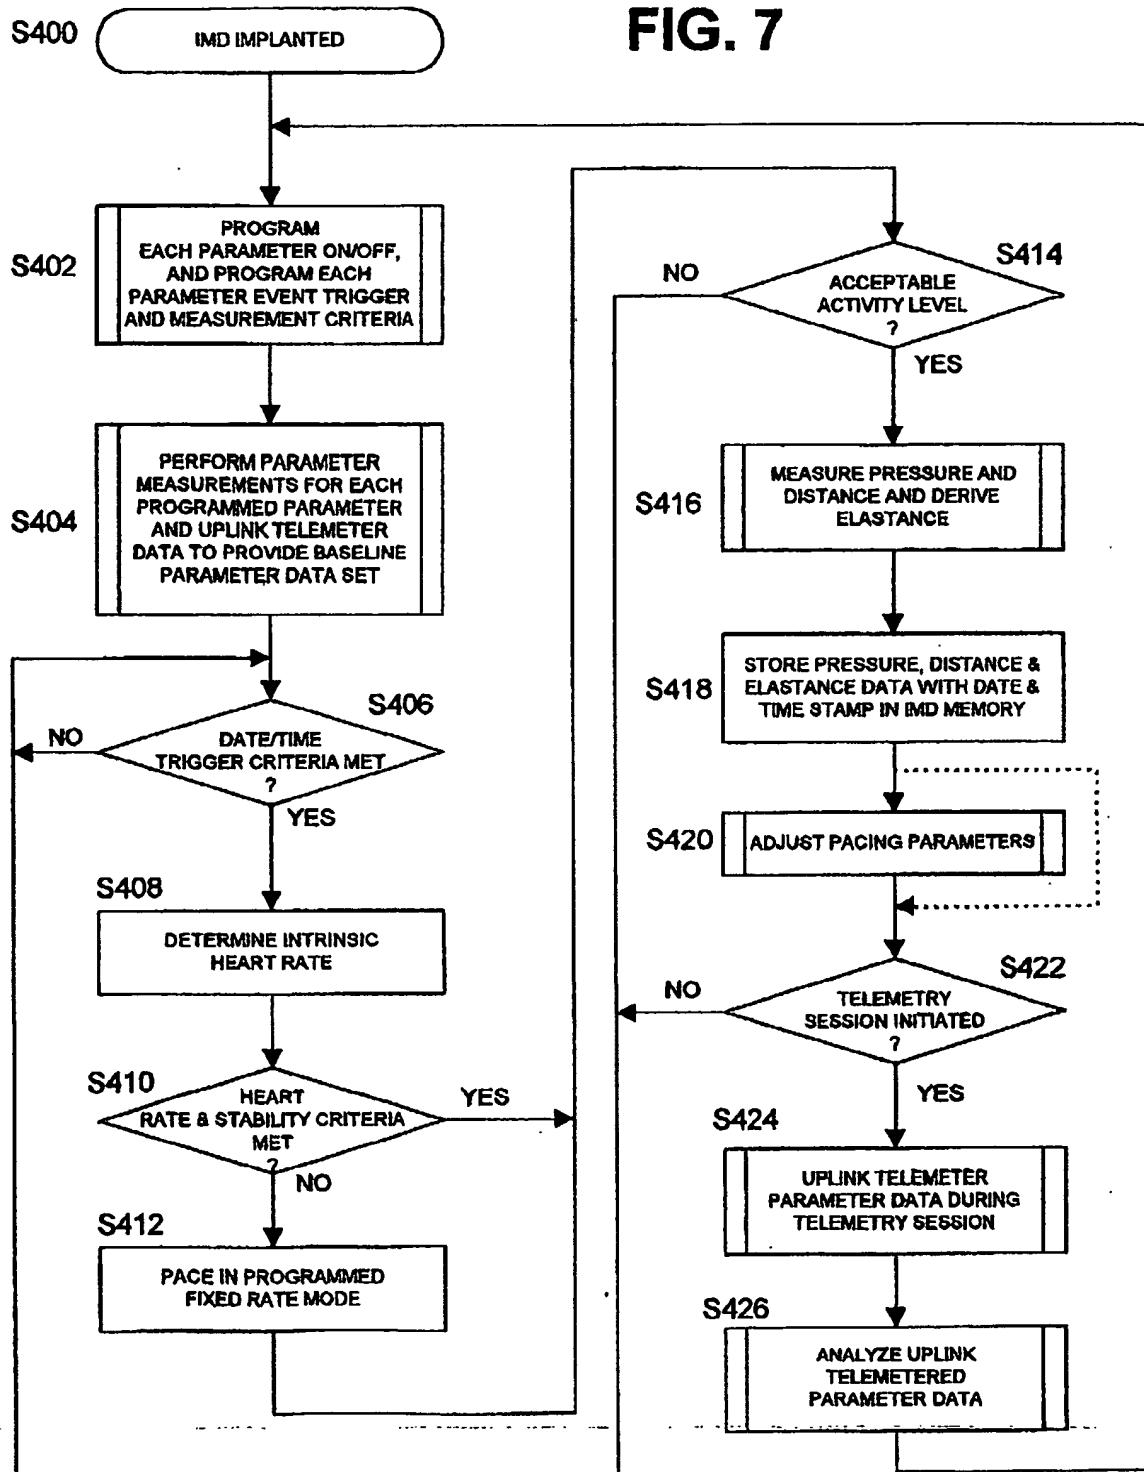 FIG. 7
S400
IMD IMPLANTED
S402
PROGRAM
EACH PARAMETER ON/OFF,
AND PROGRAM EACH
PARAMETER EVENT TRIGGER
AND MEASUREMENT CRITERIA
S404
PERFORM PARAMETER
MEASUREMENTS FOR EACH
PROGRAMMED PARAMETER
AND UPLINK TELEMETER
DATA TO PROVIDE BASELINE
PARAMETER DATA SET
S406
NO
DATE/TIME
TRIGGER CRITERIA MET
?
YES
S408
DETERMINE INTRINSIC
HEART RATE
S410
HEART
RATE & STABILITY CRITERIA
MET
?
YES
NO
S412
PACE IN PROGRAMMED
FIXED RATE MODE
S414
NO
ACCEPTABLE
ACTIVITY LEVEL
?
YES
S416
MEASURE PRESSURE AND
DISTANCE AND DERIVE
ELASTANCE
S418
STORE PRESSURE, DISTANCE &
ELASTANCE DATA WITH DATE &
TIME STAMP IN IMD MEMORY
S420
ADJUST PACING PARAMETERS
S422
NO
TELEMETRY
SESSION INITIATED
?
YES
S424
UPLINK TELEMETER
PARAMETER DATA DURING
TELEMETRY SESSION
S426
ANALYZE UPLINK
TELEMETERED
PARAMETER DATA